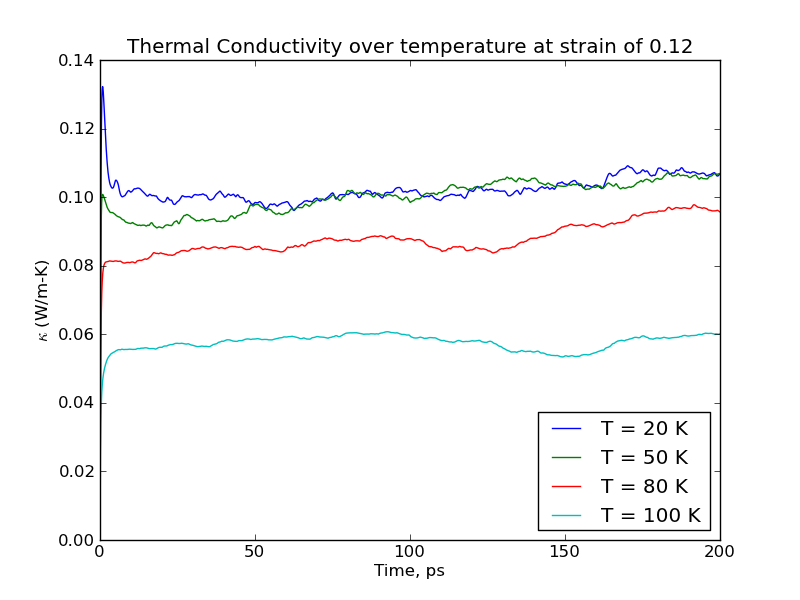 Thermal Conductivity over temperature at strain of 0.12
0.14
0.12
0.10
0.08
0.06
0.04
0.02
0.00
κ (W/m-K)
T = 20 K
T = 50 K
T = 80 K
T = 100 K
0 50 100 150 200
Time, ps